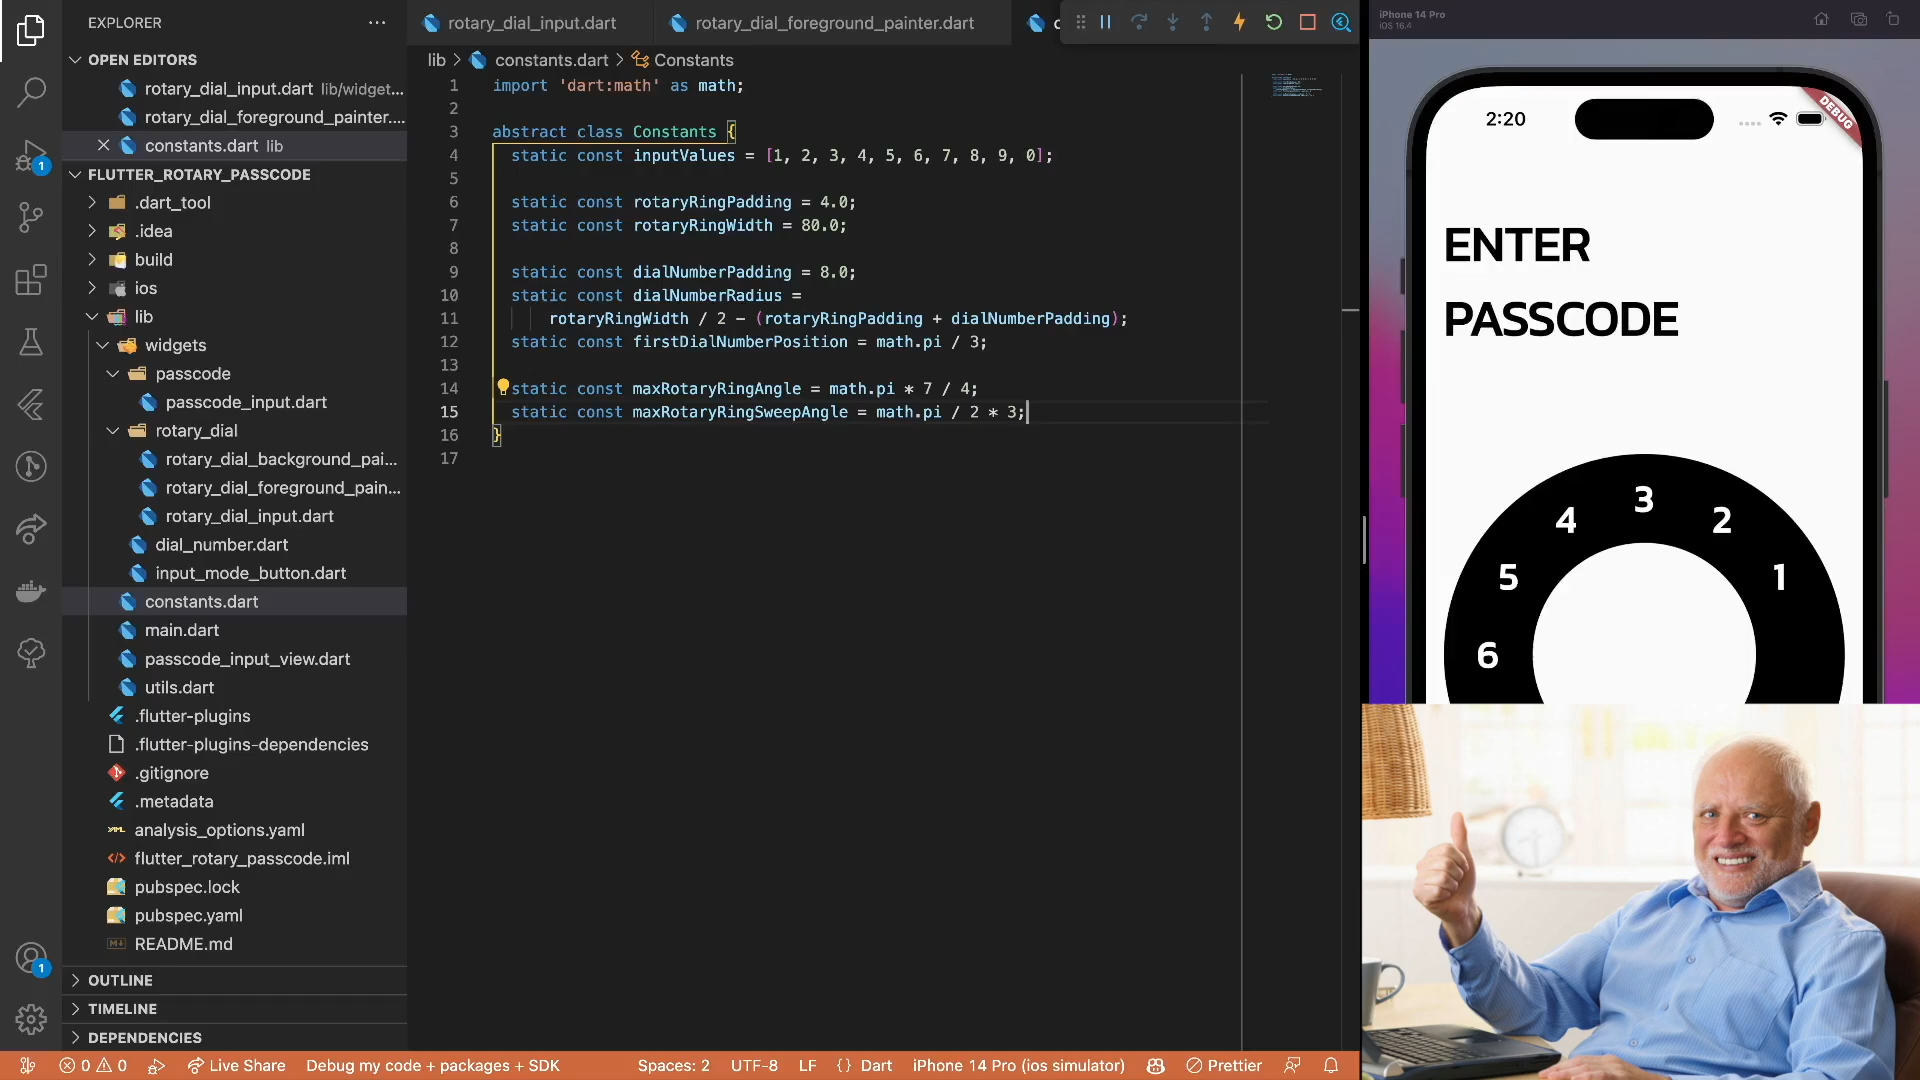 EXPLORER
OPEN EDITORS
rotary_dial_input.dart lib/widget...
rotary_dial_foreground_painter....
constants.dart lib
FLUTTER_ROTARY_PASSCODE
.dart_tool
.idea
build
ios
lib
widgets
passcode
passcode_input.dart
rotary_dial
rotary_dial_background_pai...
rotary_dial_foreground_pain...
rotary_dial_input.dart
dial_number.dart
input_mode_button.dart
constants.dart
main.dart
passcode_input_view.dart
utils.dart
.flutter-plugins
.flutter-plugins-dependencies
.gitignore
.metadata
analysis_options.yaml
flutter_rotary_passcode.iml
pubspec.lock
pubspec.yaml
README.md
OUTLINE
TIMELINE
DEPENDENCIES
1
1
rotary_dial_input.dart
rotary_dial_foreground_painter.dart
lib > constants.dart > Constants
1 import 'dart:math' as math;
2
3 abstract class Constants {
4 static const inputValues = [1, 2, 3, 4, 5, 6, 7, 8, 9, 0];
5
6 static const rotaryRingPadding = 4.0;
7 static const rotaryRingWidth = 80.0;
8
9 static const dialNumberPadding = 8.0;
10 static const dialNumberRadius =
11 rotaryRingWidth / 2 - (rotaryRingPadding + dialNumberPadding);
12 static const firstDialNumberPosition = math.pi / 3;
13
14 static const maxRotaryRingAngle = math.pi * 7 / 4;
15 static const maxRotaryRingSweepAngle = math.pi / 2 * 3;
16 }
17
iPhone 14 Pro
iOS 16.4
2:20
DEBUG
ENTER
PASSCODE
3
4 2
5 1
6
0 0 Live Share Debug my code + packages + SDK Spaces: 2 UTF-8 LF {} Dart iPhone 14 Pro (ios simulator) Prettier